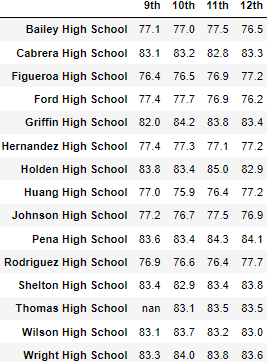 9th 10th 11th 12th
Bailey High School 77.1 77.0 77.5 76.5
Cabrera High School 83.1 83.2 82.8 83.3
Figueroa High School 76.4 76.5 76.9 77.2
Ford High School 77.4 77.7 76.9 76.2
Griffin High School 82.0 84.2 83.8 83.4
Hernandez High School 77.4 77.3 77.1 77.2
Holden High School 83.8 83.4 85.0 82.9
Huang High School 77.0 75.9 76.4 77.2
Johnson High School 77.2 76.7 77.5 76.9
Pena High School 83.6 83.4 84.3 84.1
Rodriguez High School 76.9 76.6 76.4 77.7
Shelton High School 83.4 82.9 83.4 83.8
Thomas High School nan 83.1 83.5 83.5
Wilson High School 83.1 83.7 83.2 83.0
Wright High School 83.3 84.0 83.8 83.6